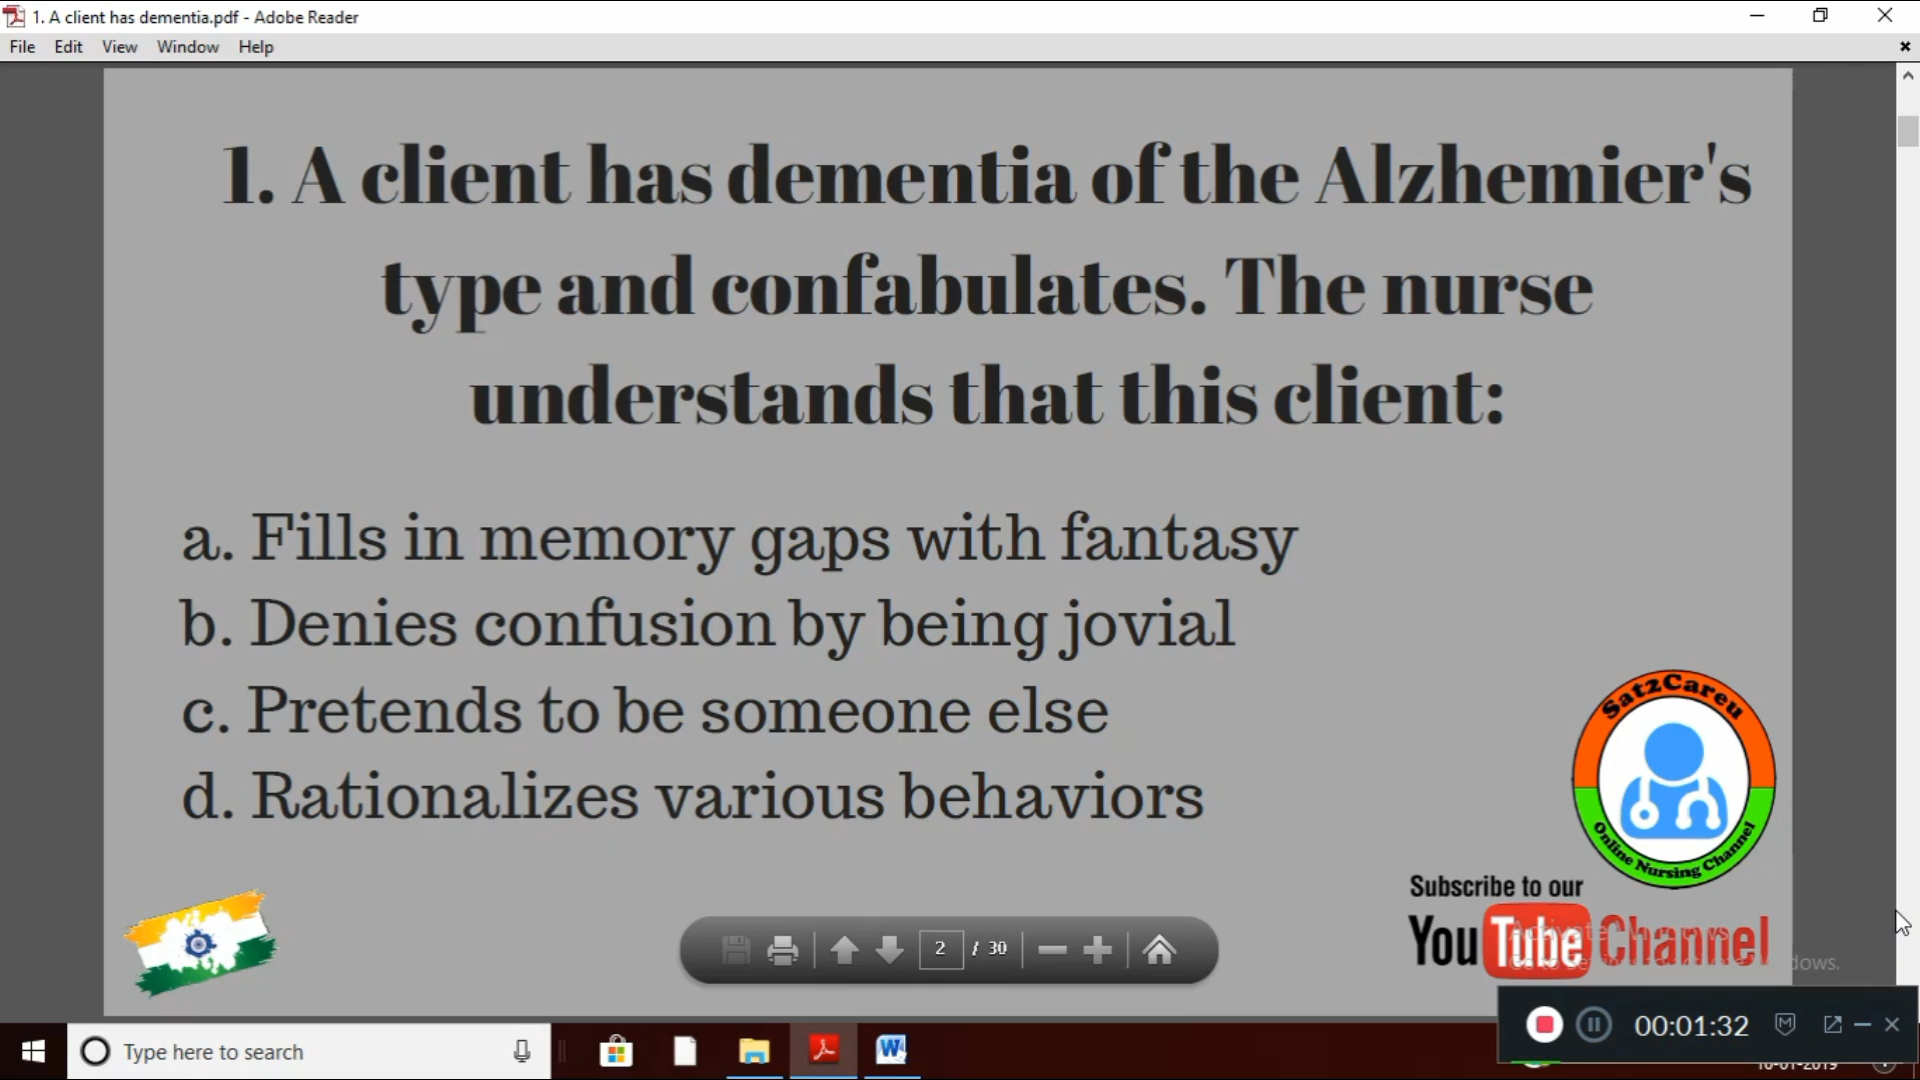 1. A client has dementia.pdf - Adobe Reader
File Edit View Window Help
1. A client has dementia of the Alzhemier's
type and confabulates. The nurse
understands that this client:
a. Fills in memory gaps with fantasy
b. Denies confusion by being jovial
c. Pretends to be someone else
d. Rationalizes various behaviors
Sat2Careu
Online Nursing Channel
Subscribe to our
YouTube Channel
2 / 30
00:01:32
Type here to search